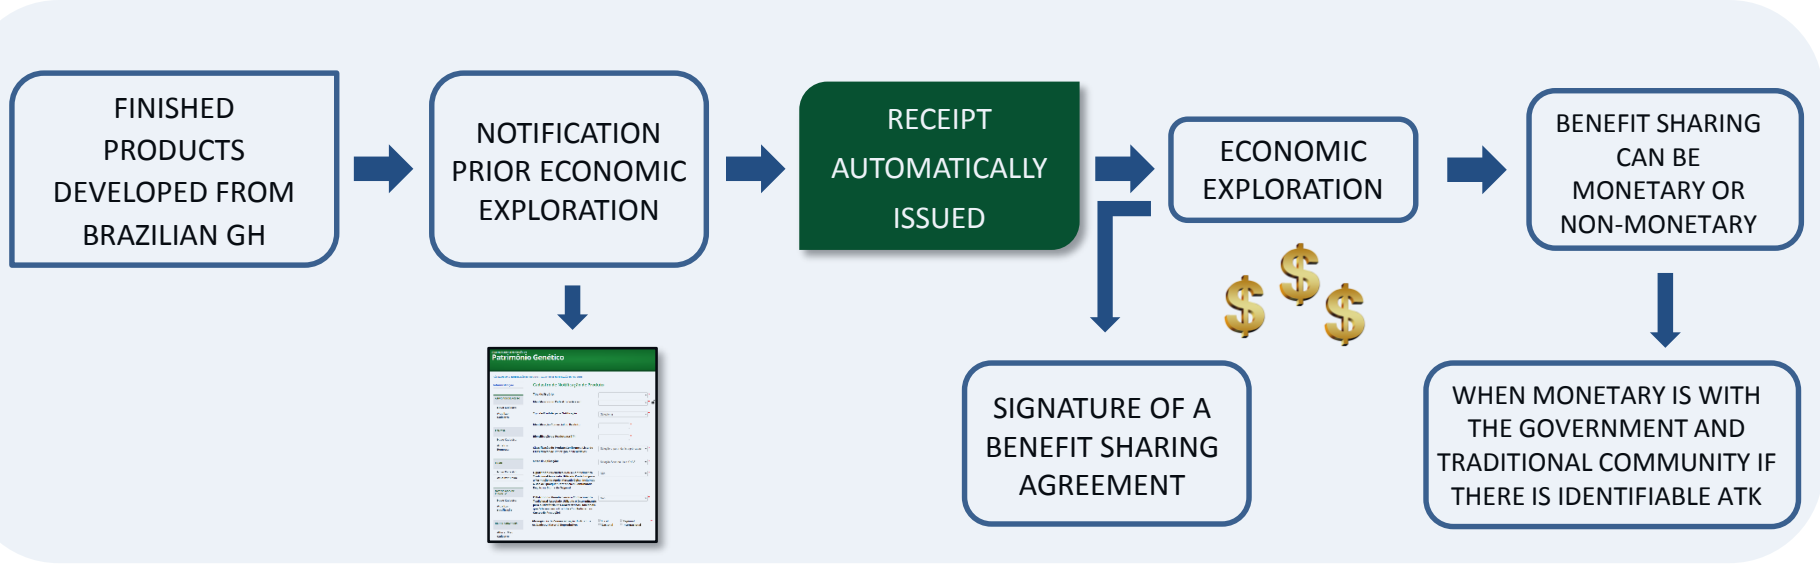 FINISHED
PRODUCTS
DEVELOPED FROM
BRAZILIAN GH
NOTIFICATION
PRIOR ECONOMIC
EXPLORATION
RECEIPT
AUTOMATICALLY
ISSUED
ECONOMIC
EXPLORATION
BENEFIT SHARING
CAN BE
MONETARY OR
NON-MONETARY
Patrimônio Genético
SIGNATURE OF A
BENEFIT SHARING
AGREEMENT
WHEN MONETARY IS WITH
THE GOVERNMENT AND
TRADITIONAL COMMUNITY IF
THERE IS IDENTIFIABLE ATK